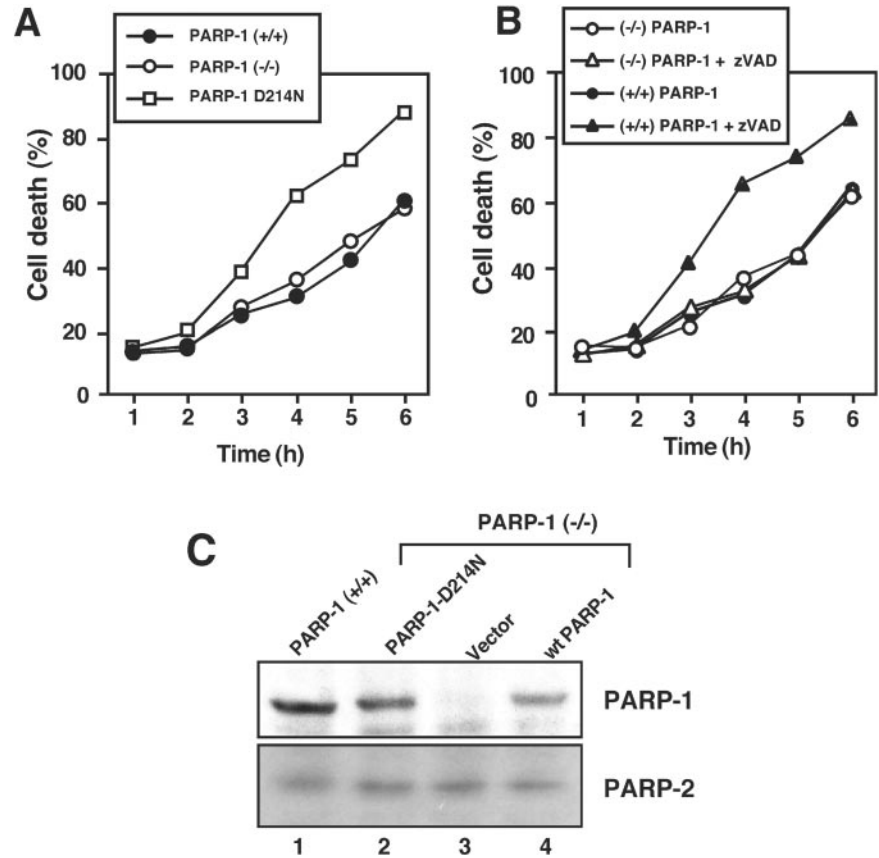 A
PARP-1 (+/+)
PARP-1 (-/-)
PARP-1 D214N
100
80
60
40
20
0
Cell death (%)
1 2 3 4 5 6
Time (h)
B
(-/-) PARP-1
(-/-) PARP-1 + zVAD
(+/+) PARP-1
(+/+) PARP-1 + zVAD
100
80
60
40
20
0
Cell death (%)
1 2 3 4 5 6
Time (h)
C
PARP-1 (-/-)
PARP-1 (+/+)
PARP-1-D214N
Vector
wt PARP-1
PARP-1
PARP-2
1 2 3 4